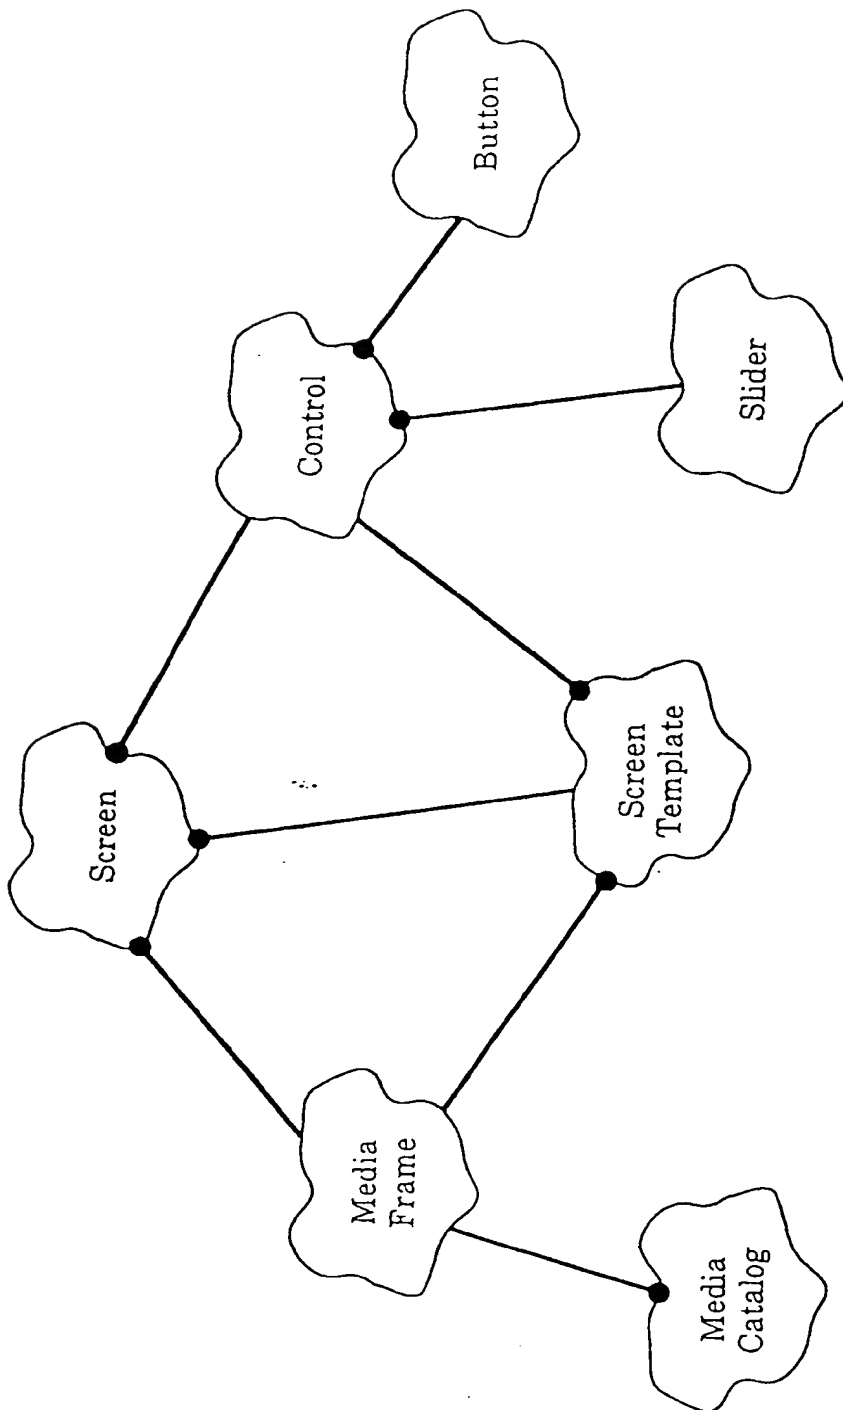 Screen
Media
Frame
Control
Media
Catalog
Screen
Template
Slider
Button